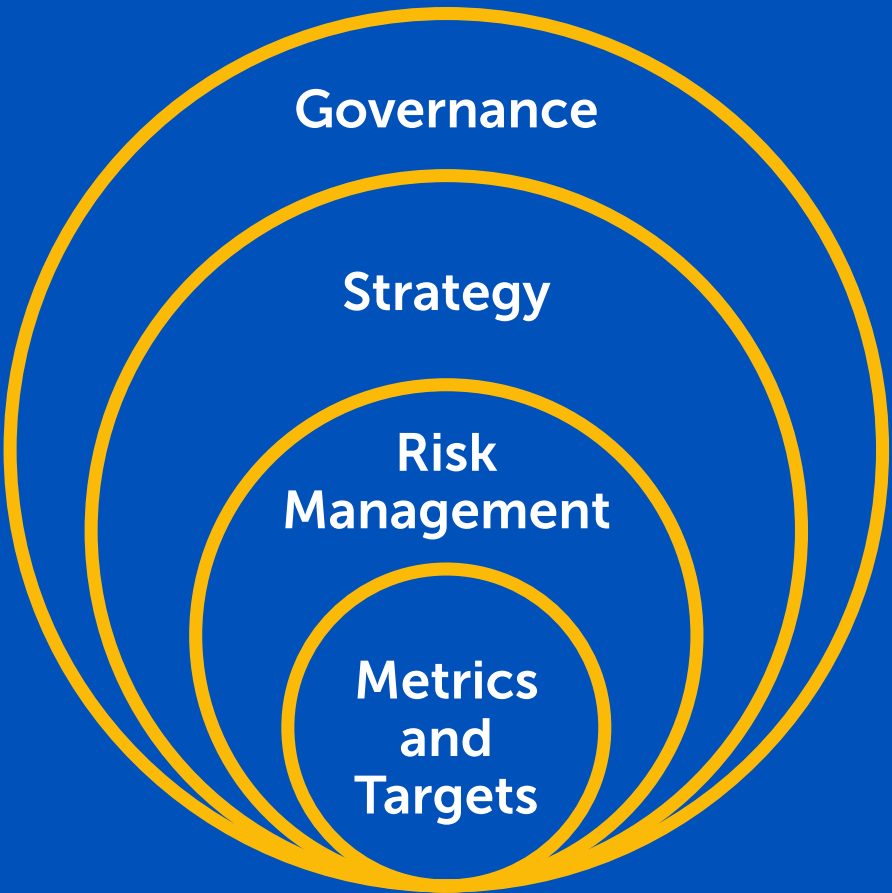 Governance
Strategy
Risk
Management
Metrics
and
Targets